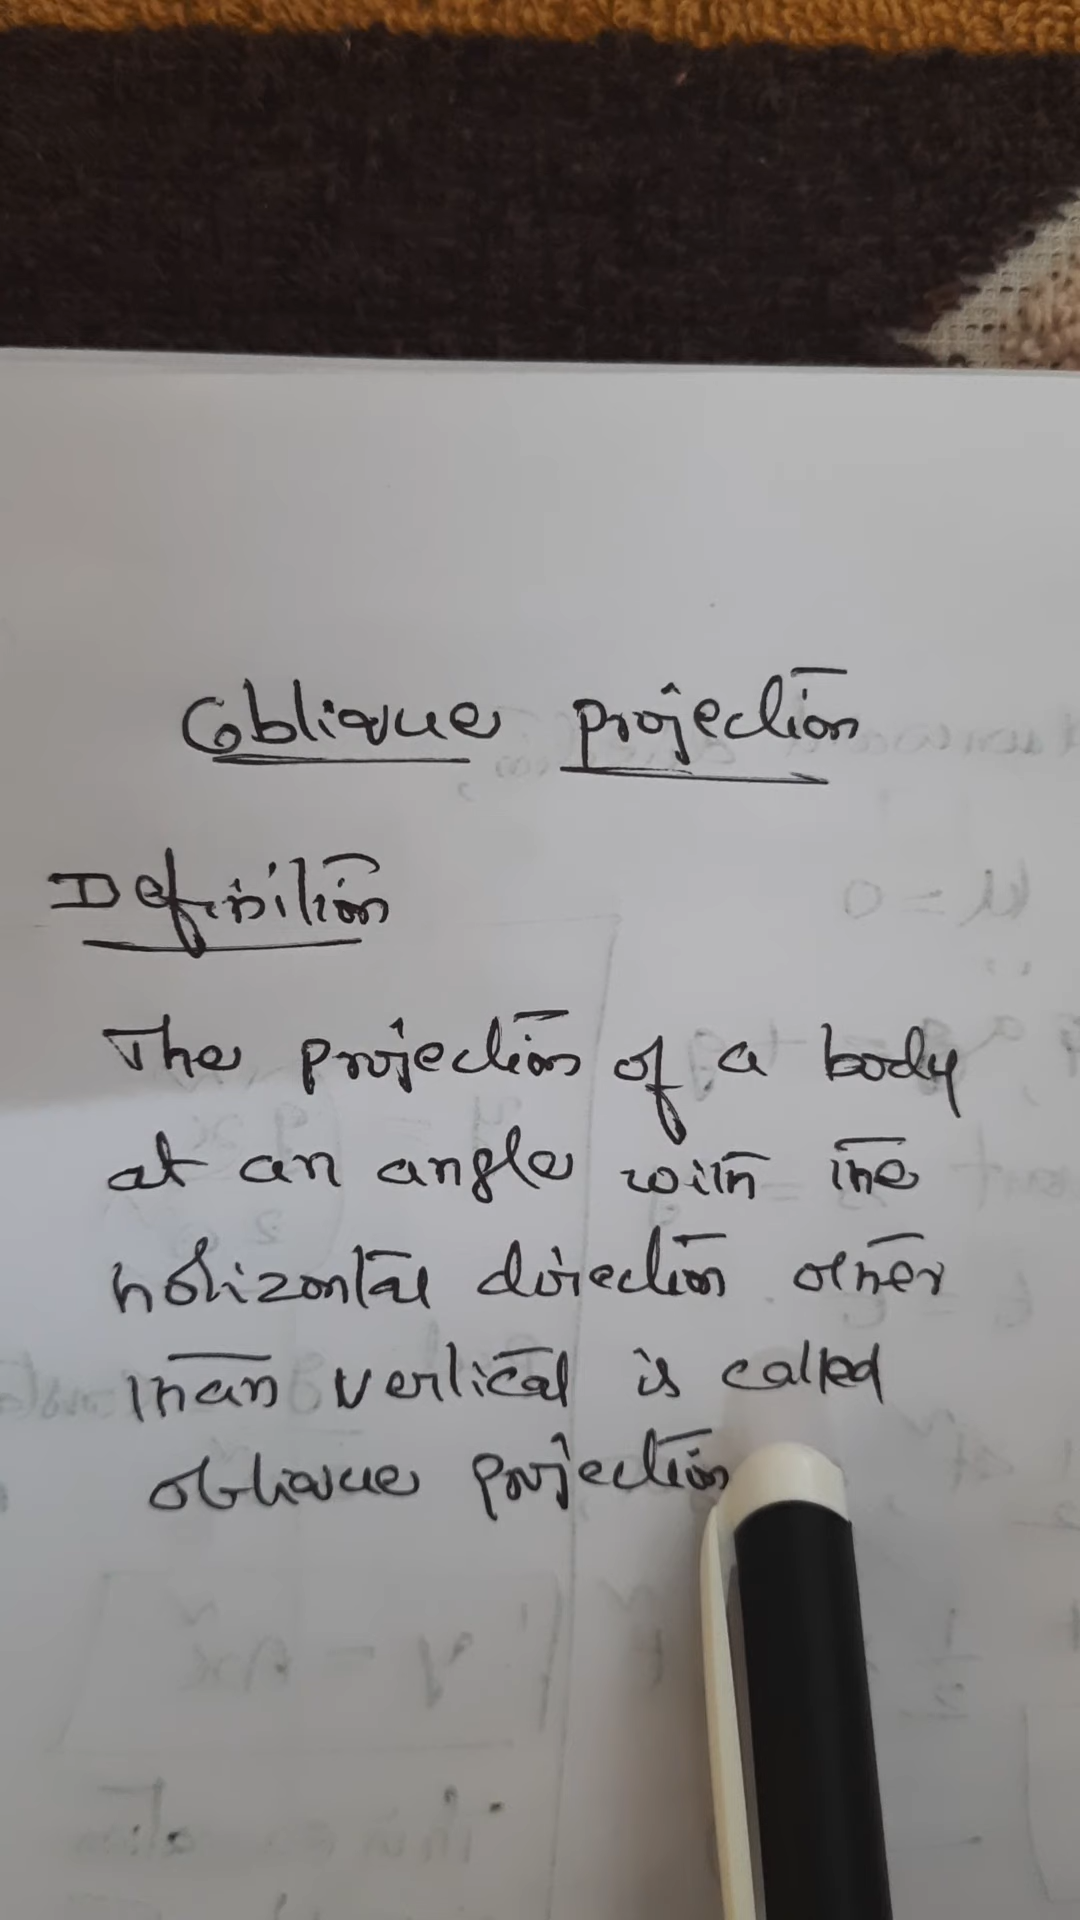 Oblique projection
Definition
The projection of a body
at an angle with the
horizontal direction other
than vertical is called
oblique projection